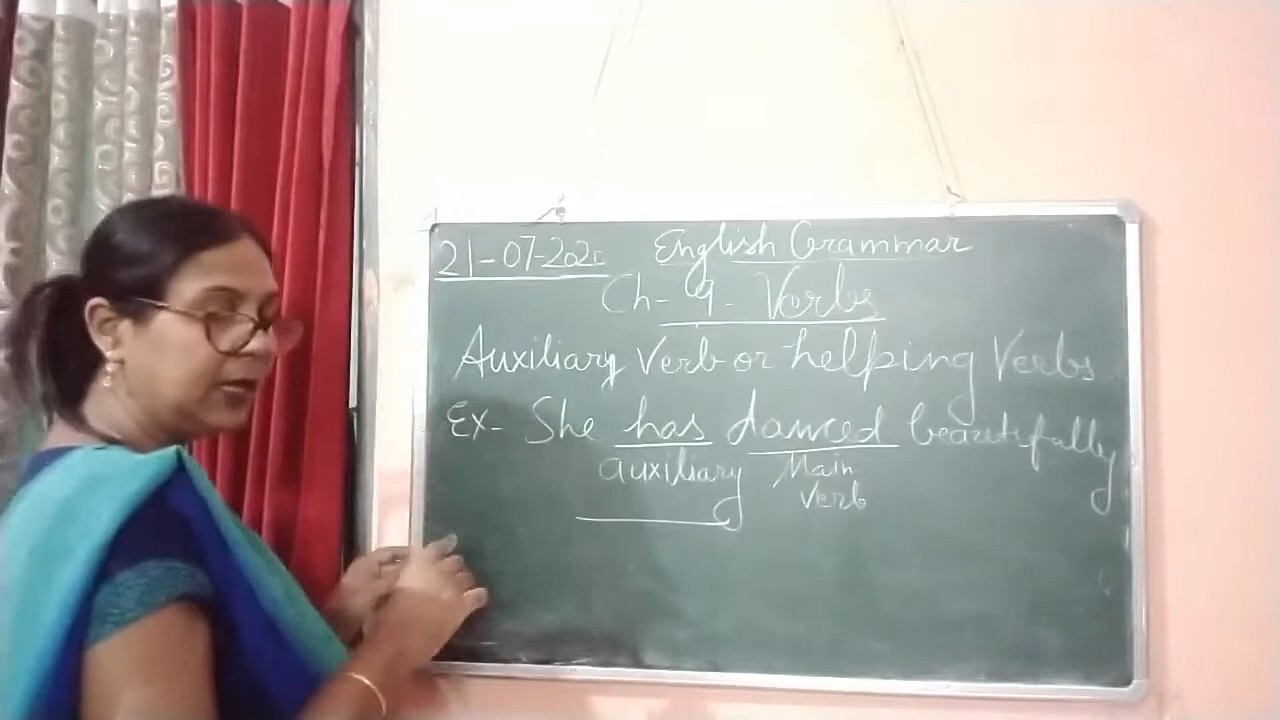 21-07-2020 English Grammar
Ch-9- Verbs
Auxiliary Verb or helping Verbs
Ex- She has danced beautifully
auxiliary Main
Verb